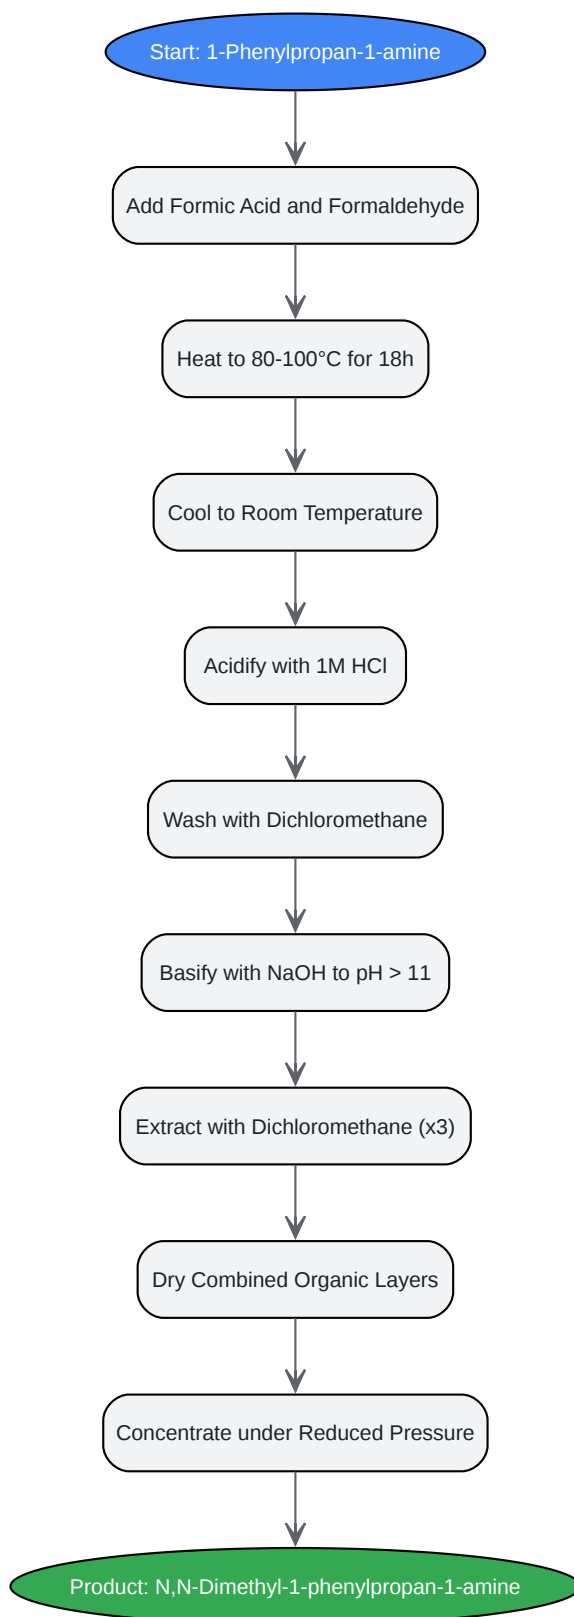 Start: 1-Phenylpropan-1-amine
Add Formic Acid and Formaldehyde
Heat to 80-100°C for 18h
Cool to Room Temperature
Acidify with 1M HCl
Wash with Dichloromethane
Basify with NaOH to pH > 11
Extract with Dichloromethane (x3)
Dry Combined Organic Layers
Concentrate under Reduced Pressure
Product: N,N-Dimethyl-1-phenylpropan-1-amine